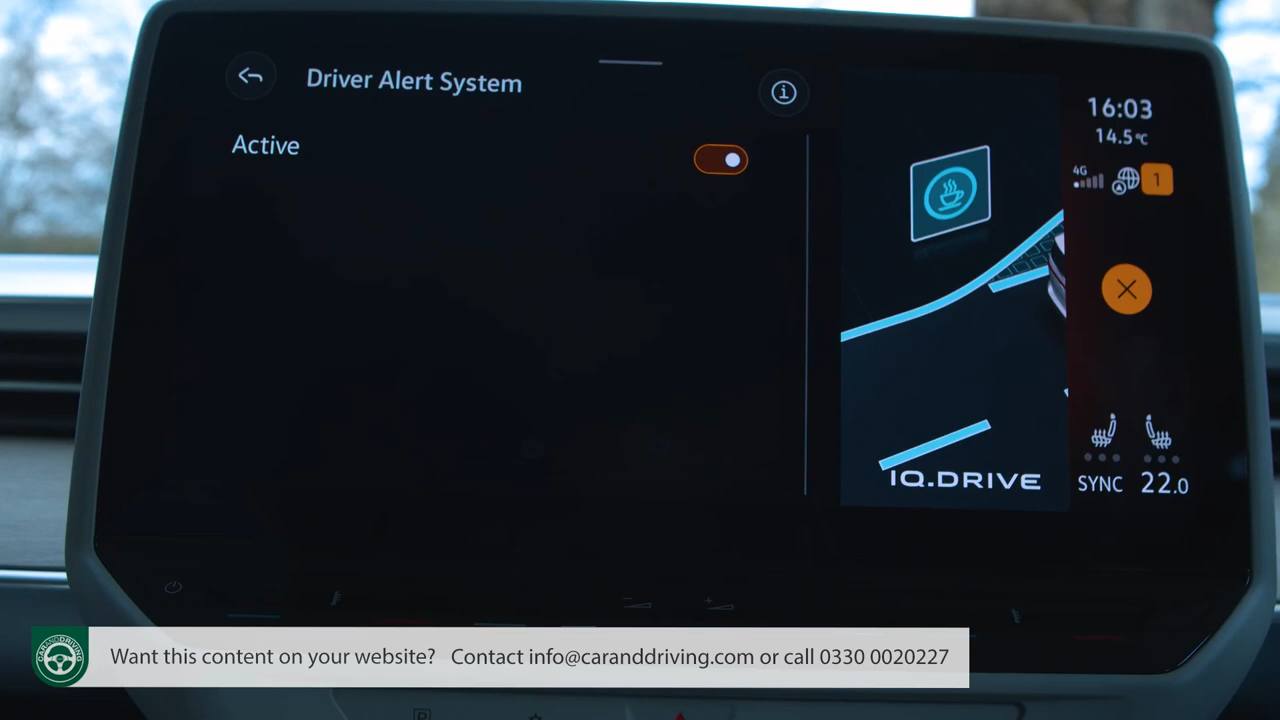 Driver Alert System
Active
16:03
14.5°C
4G
1
IQ.DRIVE
SYNC 22.0
CARANDDRIVING
Want this content on your website? Contact info@caranddriving.com or call 0330 0020227
P